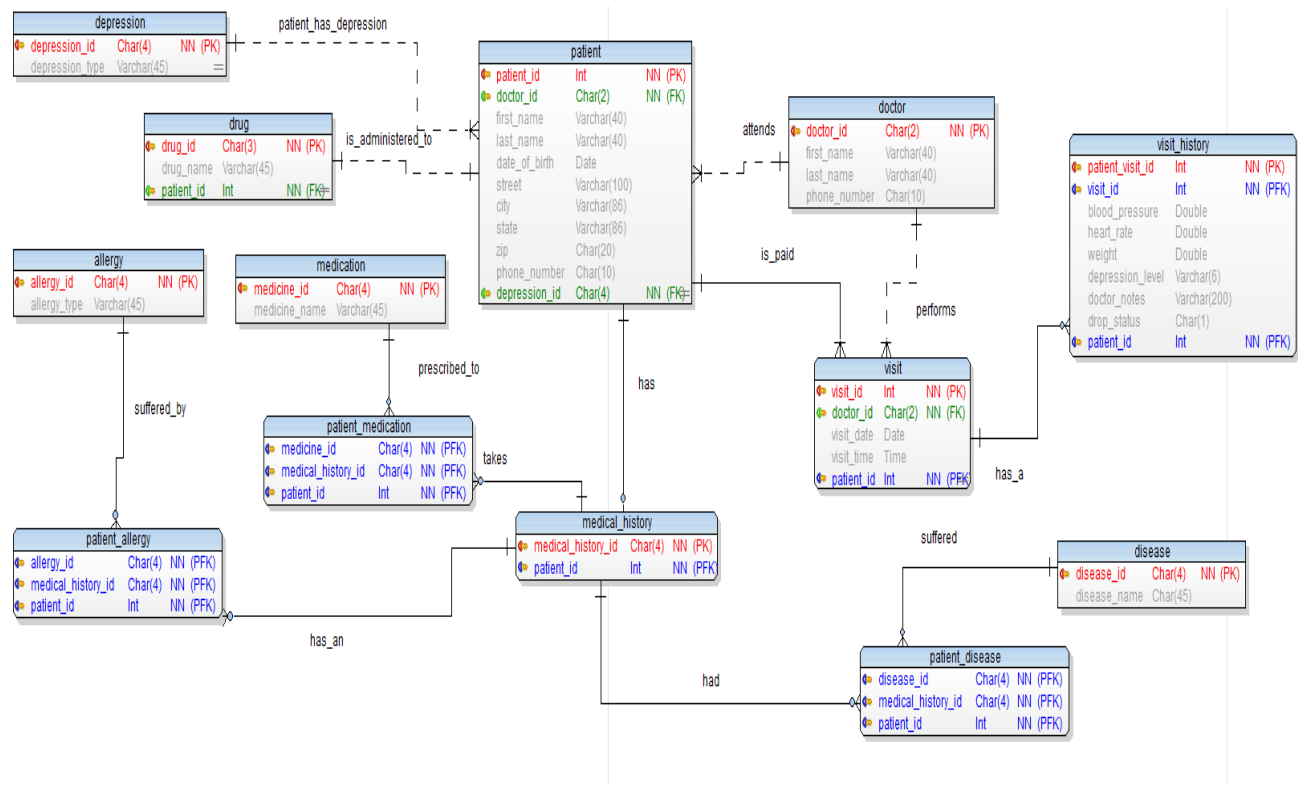 depression
depression_id Char(4) NN (PK)
depression_type Varchar(45)
patient_has_depression
patient
patient_id Int NN (PK)
doctor_id Char(2) NN (FK)
first_name Varchar(40)
last_name Varchar(40)
date_of_birth Date
street Varchar(100)
city Varchar(86)
state Varchar(86)
zip Char(20)
phone_number Char(10)
depression_id Char(4) NN (FK)
drug
drug_id Char(3) NN (PK)
drug_name Varchar(45)
patient_id Int NN (FK)
is_administered_to
attends
doctor
doctor_id Char(2) NN (PK)
first_name Varchar(40)
last_name Varchar(40)
phone_number Char(10)
visit_history
patient_visit_id Int NN (PK)
visit_id Int NN (PFK)
blood_pressure Double
heart_rate Double
weight Double
depression_level Varchar(6)
doctor_notes Varchar(200)
drop_status Char(1)
patient_id Int NN (PFK)
allergy
allergy_id Char(4) NN (PK)
allergy_type Varchar(45)
medication
medicine_id Char(4) NN (PK)
medicine_name Varchar(45)
is_paid
performs
prescribed_to
has
suffered_by
visit
visit_id Int NN (PK)
doctor_id Char(2) NN (FK)
visit_date Date
visit_time Time
patient_id Int NN (PFK)
has_a
patient_medication
medicine_id Char(4) NN (PFK)
medical_history_id Char(4) NN (PFK)
patient_id Int NN (PFK)
takes
medical_history
medical_history_id Char(4) NN (PK)
patient_id Int NN (PFK)
patient_allergy
allergy_id Char(4) NN (PFK)
medical_history_id Char(4) NN (PFK)
patient_id Int NN (PFK)
has_an
suffered
disease
disease_id Char(4) NN (PK)
disease_name Char(45)
had
patient_disease
disease_id Char(4) NN (PFK)
medical_history_id Char(4) NN (PFK)
patient_id Int NN (PFK)